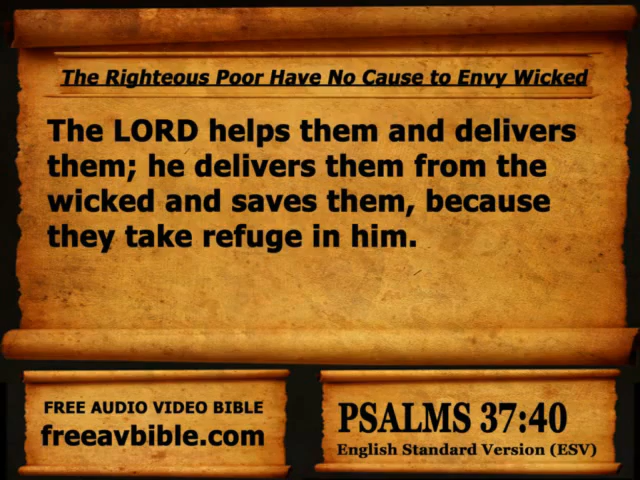 The Righteous Poor Have No Cause to Envy Wicked
The LORD helps them and delivers
them; he delivers them from the
wicked and saves them, because
they take refuge in him.
FREE AUDIO VIDEO BIBLE
freeavbible.com
PSALMS 37:40
English Standard Version (ESV)